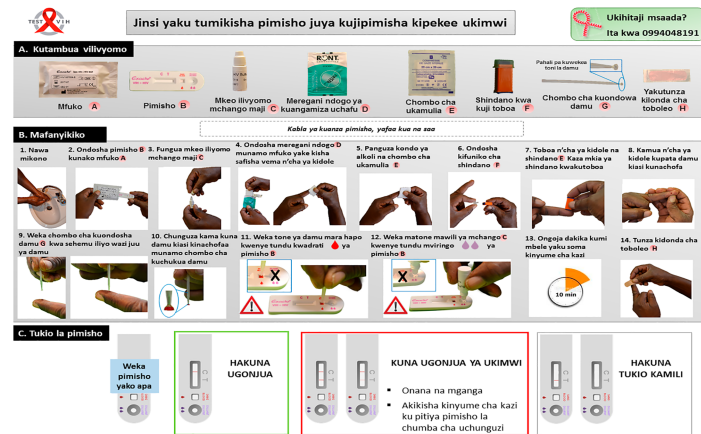 TEST VIH
Jinsi yaku tumikisha pimisho juya kujipimisha kipekee ukimwi
Ukihitaji msaada?
Ita kwa 0994048191
A. Kutambua vilivyomo
Mfuko A
Pimisho B
Mkeo iliyomo
mchango maji C
RONT.
Meregani ndogo ya
kuangamiza uchafu D
Chombo cha
ukamulia E
Shindano kwa
kuji toboa F
Pahali pa kuwekea
toni la damu
Chombo cha kuondowa
damu G
Yakutunza
kilonda cha
toboleo H
Kabla ya kuanza pimisho, yafaa kua na saa
B. Mafanyikiko
1. Nawa
mikono
2. Ondosha pimisho B
kunako mfuko A
3. Fungua mkeo iliyomo
mchango maji C
4. Ondosha meregani ndogo D
munamo mfuko yake kisha
safisha vema n'cha ya kidole
5. Panguza kondo ya
alkoli na chombo cha
ukamulia E
6. Ondosha
kifuniko cha
shindano F
7. Toboa n'cha ya kidole na
shindano E Kaza mkia ya
shindano kwakutoboa
8. Kamua n'cha ya
kidole kupata damu
kiasi kunachofa
9. Weka chombo cha kuondosha
damu G kwa sehemu iliyo wazi juu
ya damu
10. Chunguza kama kuna
damu kiasi kinachofaa
munamo chombo cha
kuchukua damu
11. Weka tone ya damu mara hapo
kwenye tundu kwadrati ya
pimisho B
X
12. Weka matone mawili ya mchango C
kwenye tundu mviringo ya
pimisho B
X
13. Ongoja dakika kumi
mbele yaku soma
kinyume cha kazi
10 min
14. Tunza kidonda cha
toboleo H
C. Tukio la pimisho
Weka
pimisho
yako apa
C T
HAKUNA
UGONJUA
C T
C T
KUNA UGONJUA YA UKIMWI
▪ Onana na mganga
▪ Akikisha kinyume cha kazi
ku pitiya pimisho la
chumba cha uchunguzi
C T
HAKUNA
TUKIO KAMILI